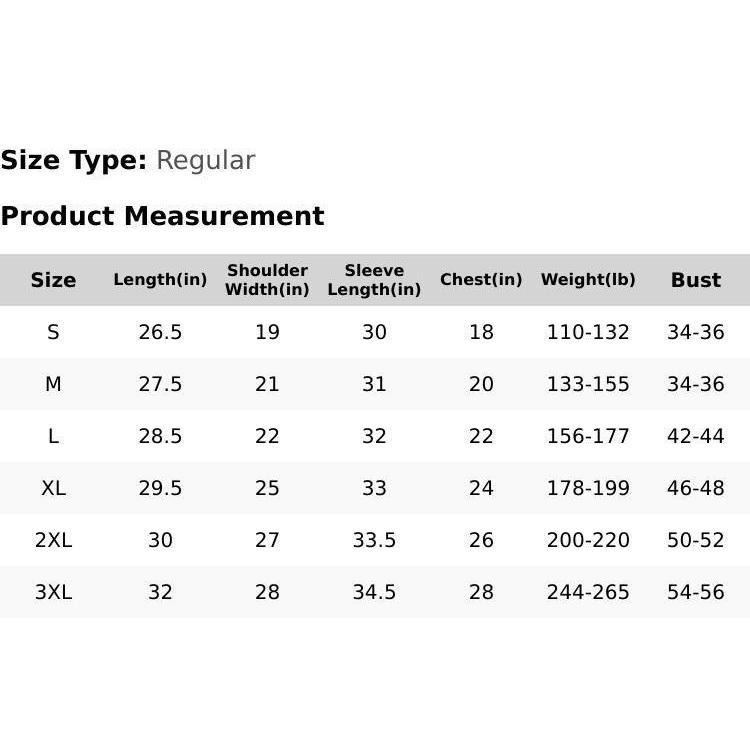 Size Type: Regular
Product Measurement
Size Length(in) Shoulder Width(in) Sleeve Length(in) Chest(in) Weight(lb) Bust
S 26.5 19 30 18 110-132 34-36
M 27.5 21 31 20 133-155 34-36
L 28.5 22 32 22 156-177 42-44
XL 29.5 25 33 24 178-199 46-48
2XL 30 27 33.5 26 200-220 50-52
3XL 32 28 34.5 28 244-265 54-56